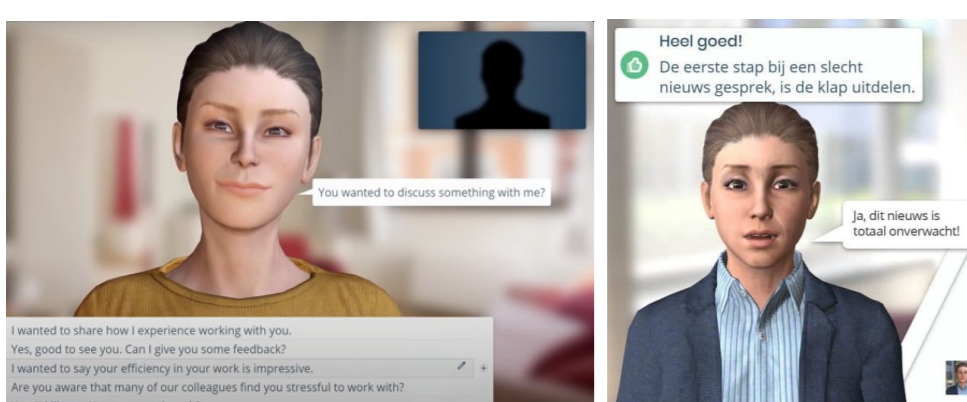 You wanted to discuss something with me?
I wanted to share how I experience working with you.
Yes, good to see you. Can I give you some feedback?
I wanted to say your efficiency in your work is impressive.
Are you aware that many of our colleagues find you stressful to work with?
Heel goed!
De eerste stap bij een slecht
nieuws gesprek, is de klap uitdelen.
Ja, dit nieuws is
totaal onverwacht!